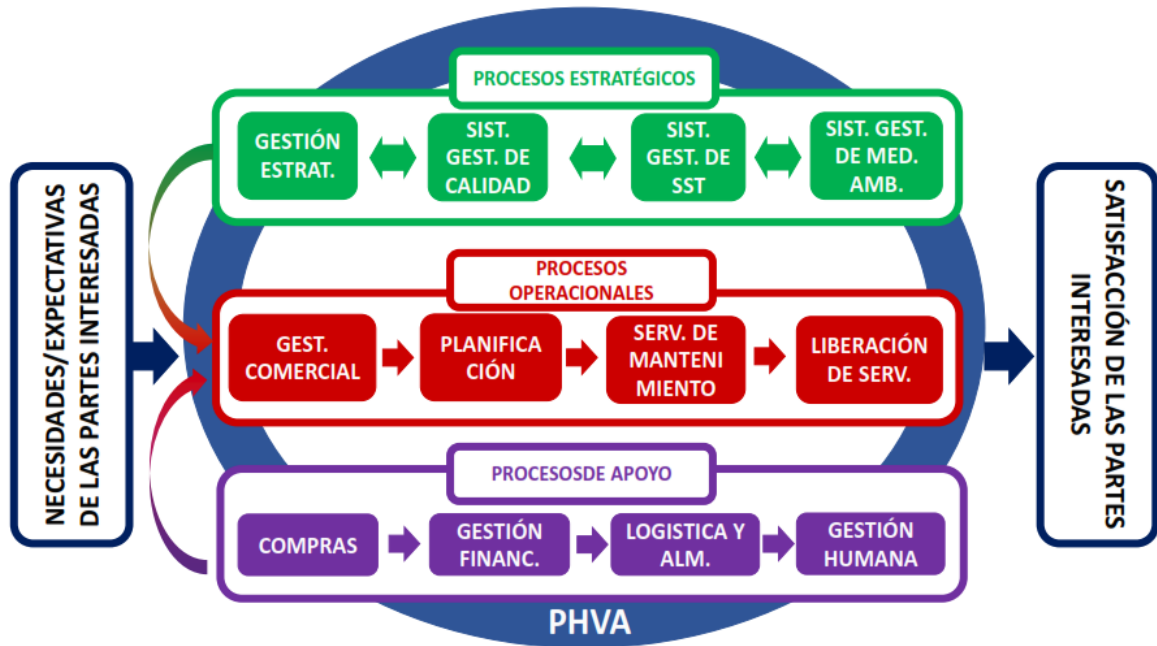 PROCESOS ESTRATÉGICOS
GESTIÓN
ESTRAT.
SIST.
GEST. DE
CALIDAD
SIST.
GEST. DE
SST
SIST. GEST.
DE MED.
AMB.
NECESIDADES/EXPECTATIVAS
DE LAS PARTES INTERESADAS
PROCESOS
OPERACIONALES
GEST.
COMERCIAL
PLANIFICA
CIÓN
SERV. DE
MANTENI
MIENTO
LIBERACIÓN
DE SERV.
SATISFACCIÓN DE LAS PARTES
INTERESADAS
PROCESOSDE APOYO
COMPRAS
GESTIÓN
FINANC.
LOGISTICA Y
ALM.
GESTIÓN
HUMANA
PHVA